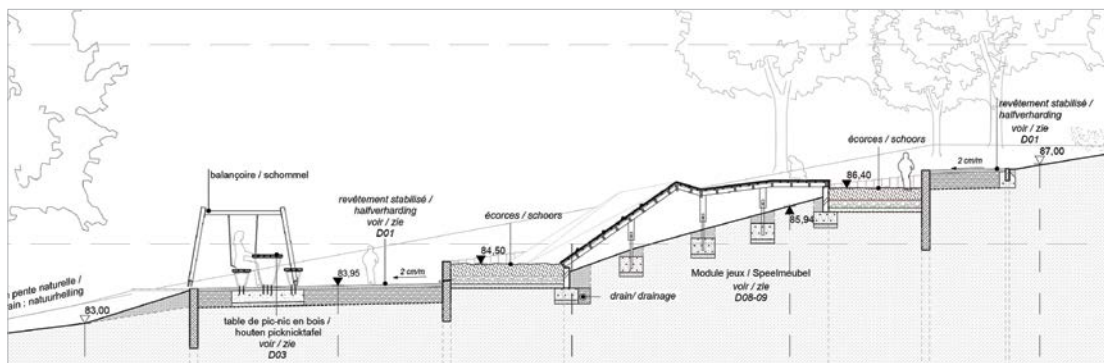 balançoire / schommel
revêtement stabilisé /
halfverharding
voir / zie
D01
écorces / schoors
84,50
83,95
2 cm/m
pente naturelle /
ain : natuurhelling
83,00
table de pic-nic en bois /
houten picknicktafel
voir / zie
D03
drain/ drainage
Module jeux / Speelmeubel
voir / zie
D08-09
85,94
86,40
écorces / schoors
revêtement stabilisé /
halfverharding
voir / zie
D01
2 cm/m
87,00